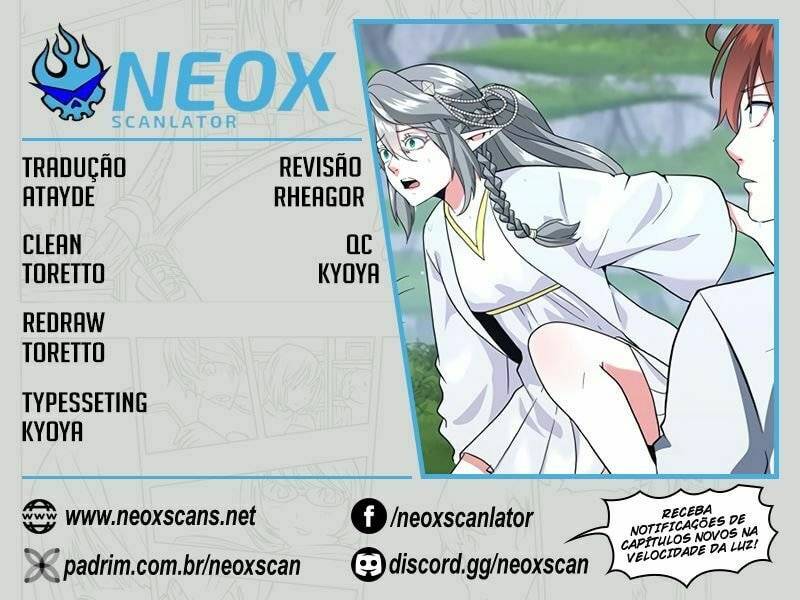 NEOX
SCANLATOR
TRADUÇÃO
ATAYDE
REVISÃO
RHEAGOR
CLEAN
TORETTO
QC
KYOYA
REDRAW
TORETTO
TYPESSETING
KYOYA
www.neoxscans.net
/neoxscanlator
padrim.com.br/neoxscan
discord.gg/neoxscan
RECEBA
NOTIFICAÇÕES DE
CAPÍTULOS NOVOS NA
VELOCIDADE DA LUZ!